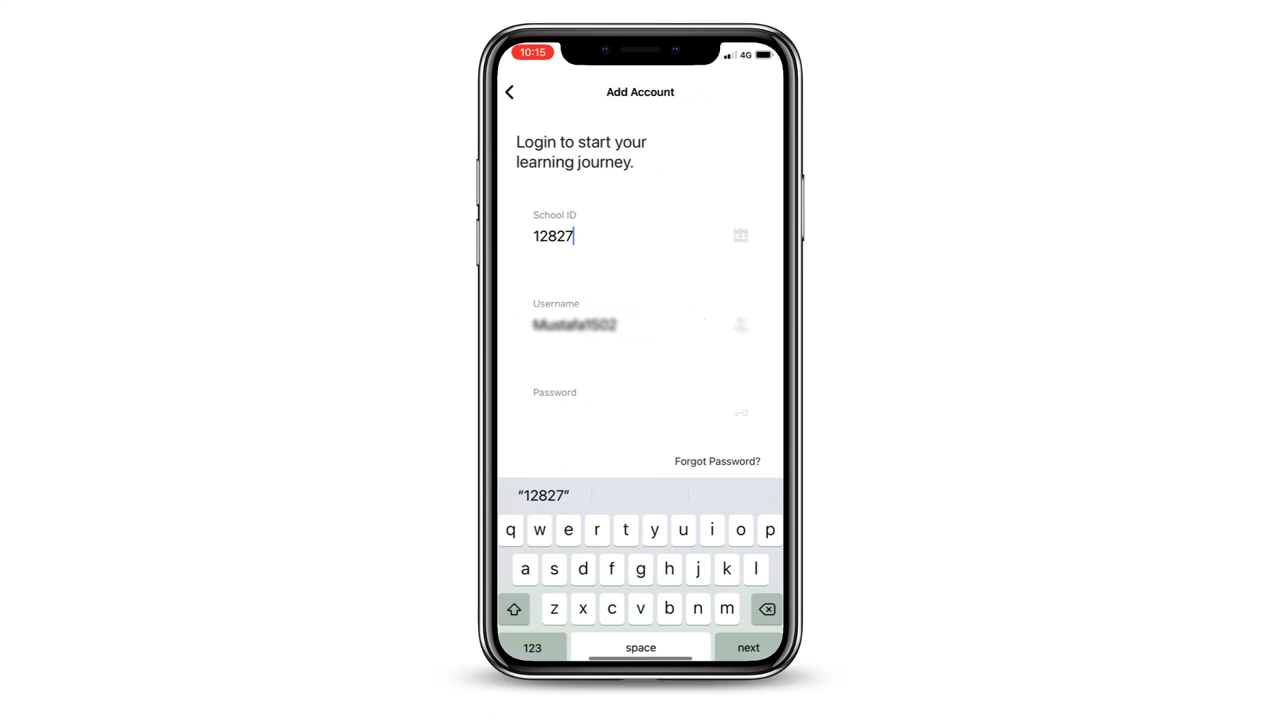 10:15
4G
Add Account
Login to start your
learning journey.
School ID
12827
Username
Password
Forgot Password?
“12827”
q w e r t y u i o p
a s d f g h j k l
z x c v b n m
123 space next